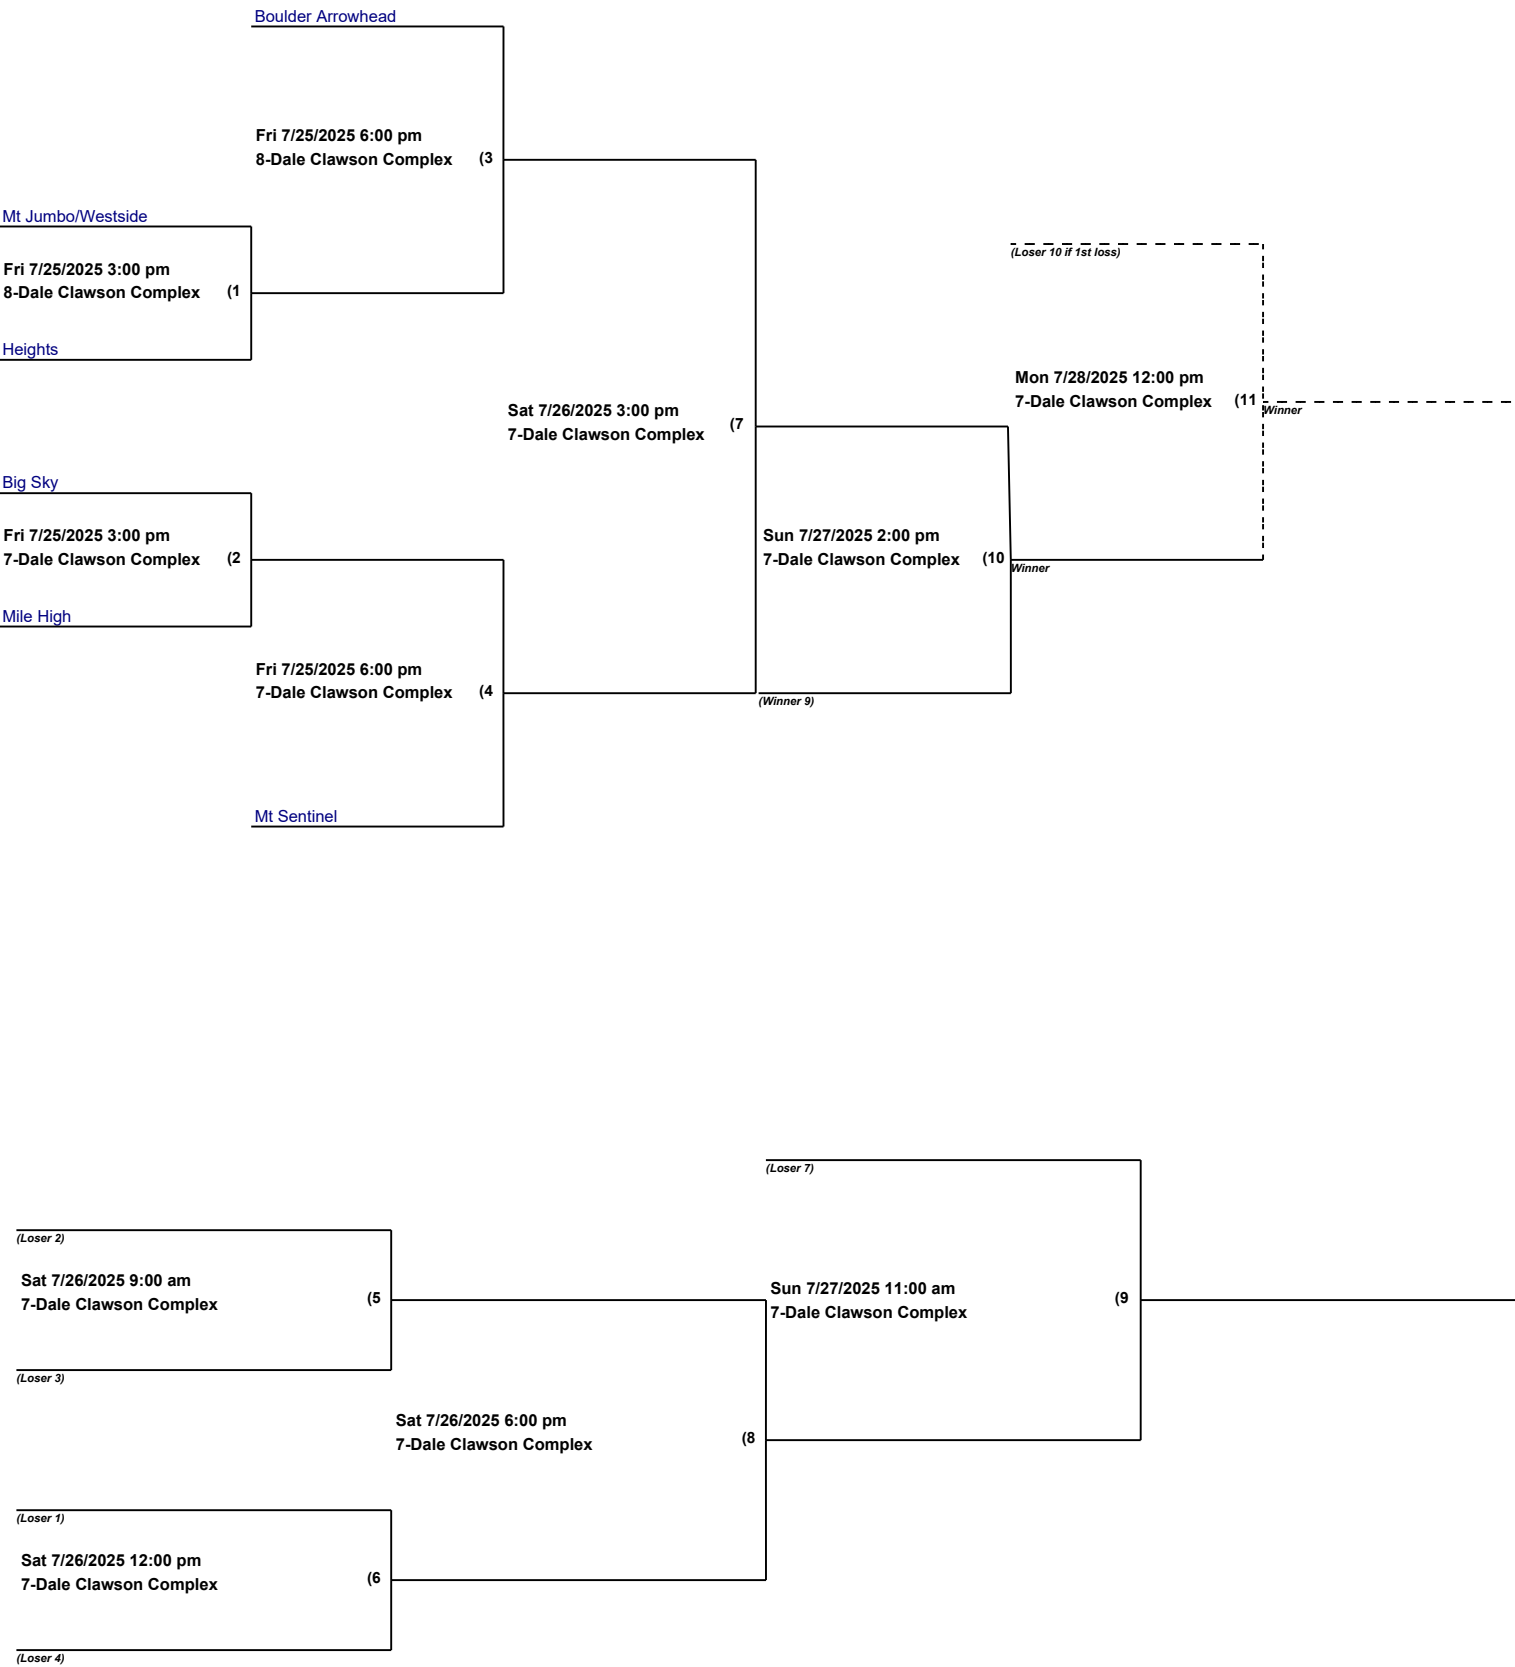 Boulder Arrowhead
Fri 7/25/2025 6:00 pm
8-Dale Clawson Complex (3
Mt Jumbo/Westside
Fri 7/25/2025 3:00 pm
8-Dale Clawson Complex (1
Heights
(Loser 10 if 1st loss)
Mon 7/28/2025 12:00 pm
7-Dale Clawson Complex (11
Winner
Sat 7/26/2025 3:00 pm
7-Dale Clawson Complex (7
Big Sky
Fri 7/25/2025 3:00 pm
7-Dale Clawson Complex (2
Mile High
Sun 7/27/2025 2:00 pm
7-Dale Clawson Complex (10
Winner
Fri 7/25/2025 6:00 pm
7-Dale Clawson Complex (4
(Winner 9)
Mt Sentinel
(Loser 7)
(Loser 2)
Sat 7/26/2025 9:00 am
7-Dale Clawson Complex (5
Sun 7/27/2025 11:00 am
7-Dale Clawson Complex (9
(Loser 3)
Sat 7/26/2025 6:00 pm
7-Dale Clawson Complex (8
(Loser 1)
Sat 7/26/2025 12:00 pm
7-Dale Clawson Complex (6
(Loser 4)